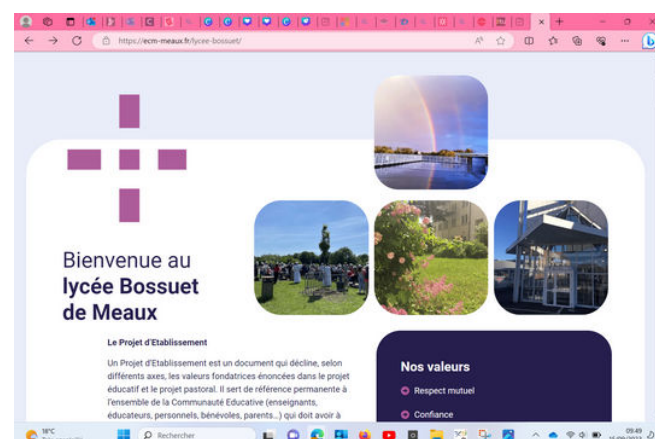 https://ecm-meaux.fr/lycee-bossuet/
Bienvenue au
lycée Bossuet
de Meaux
Le Projet d'Etablissement
Un Projet d'Etablissement est un document qui décline, selon
différents axes, les valeurs fondatrices énoncées dans le projet
éducatif et le projet pastoral. Il sert de référence permanente à
l'ensemble de la Communauté Educative (enseignants,
éducateurs, personnels, bénévoles, parents...) qui doit avoir à
Nos valeurs
Respect mutuel
Confiance
18°C
Rechercher
09:49